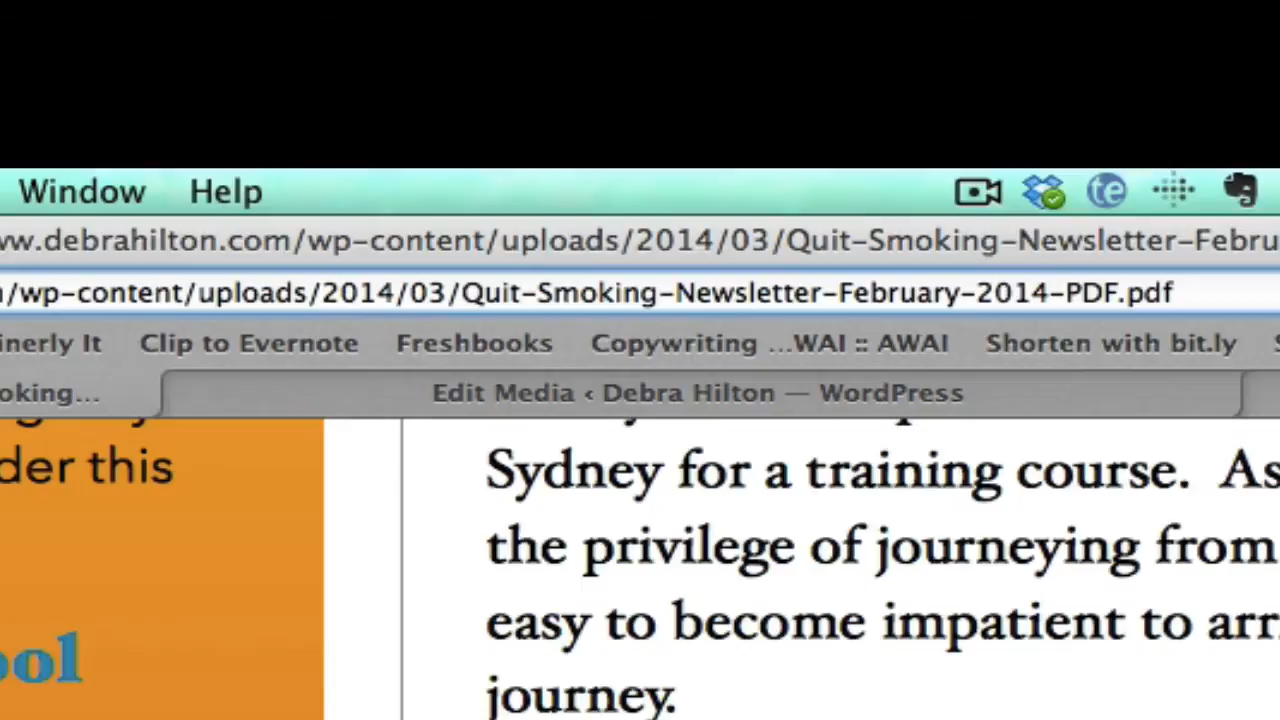 Window Help
ww.debrahilton.com/wp-content/uploads/2014/03/Quit-Smoking-Newsletter-Febru
/wp-content/uploads/2014/03/Quit-Smoking-Newsletter-February-2014-PDF.pdf
inerly It Clip to Evernote Freshbooks Copywriting ...WAI :: AWAI Shorten with bit.ly
oking... Edit Media ‹ Debra Hilton — WordPress
der this
Sydney for a training course. As
the privilege of journeying from
easy to become impatient to arri
ool
journey.